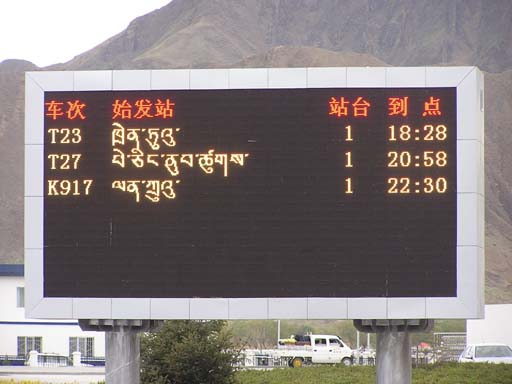 车次 始发站 站台 到 点
T23 ཁྲེན་ཏུའུ་ 1 18:28
T27 པེ་ཅིང་ནུབ་ཚུགས་ 1 20:58
K917 ལན་ཀྲུའུ་ 1 22:30